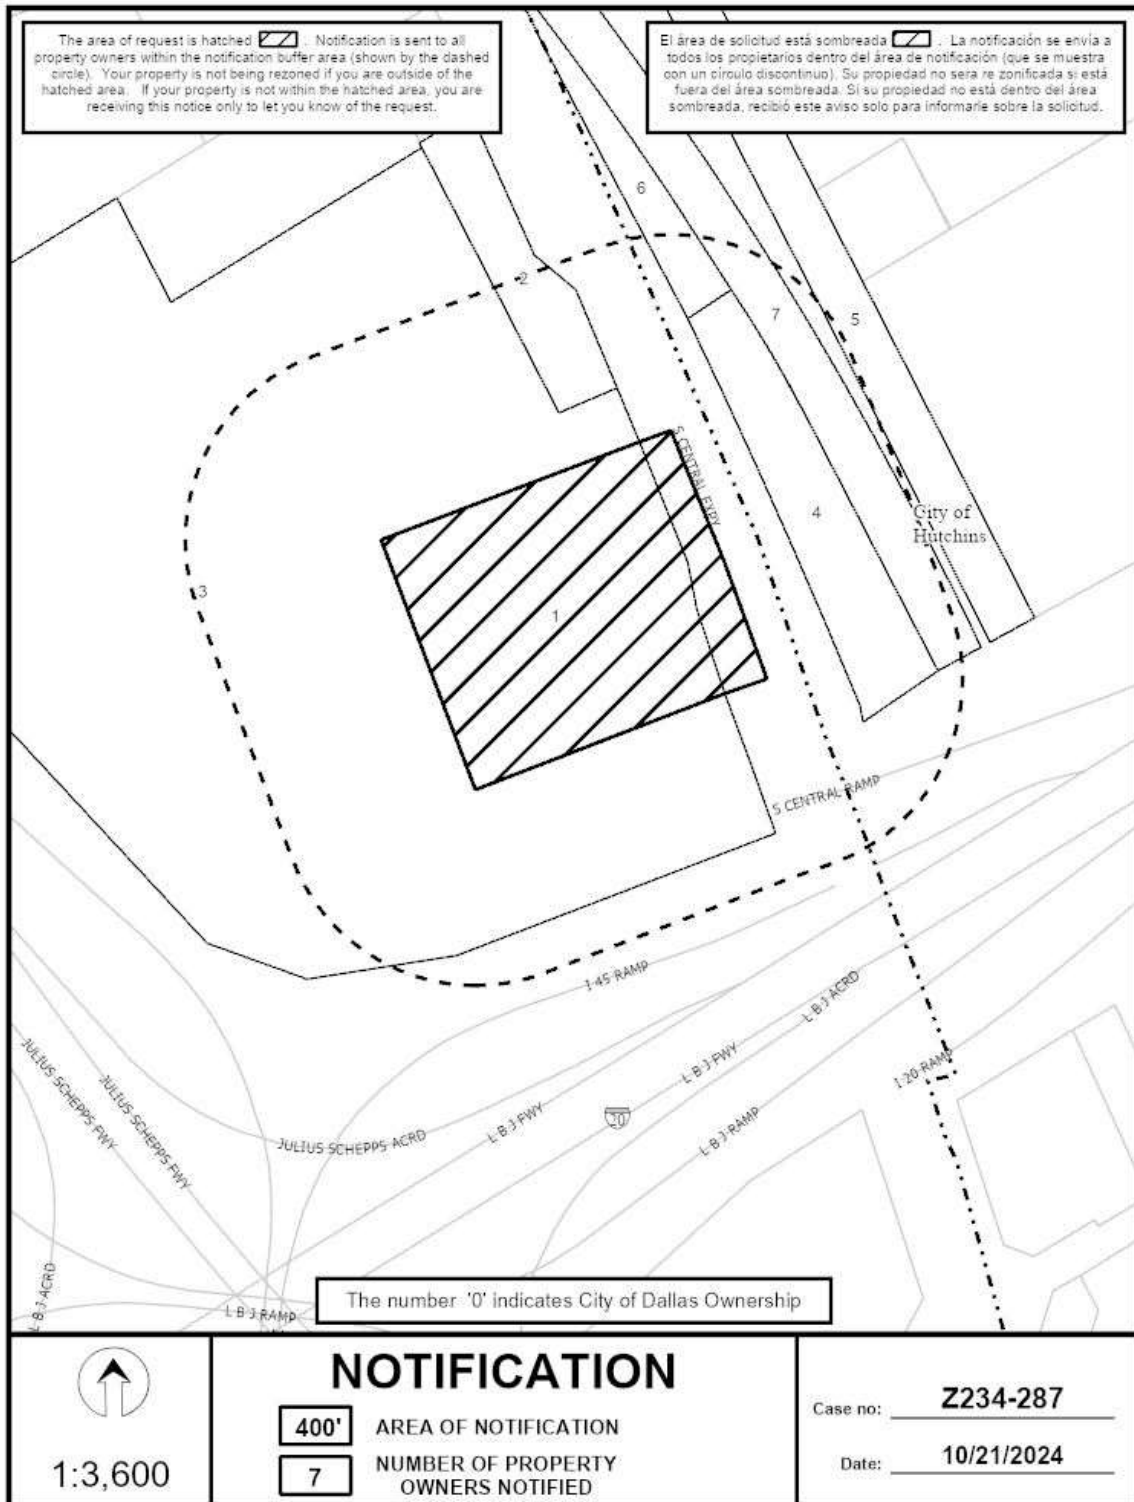 The area of request is hatched . Notification is sent to all
property owners within the notification buffer area (shown by the dashed
circle). Your property is not being rezoned if you are outside of the
hatched area. If your property is not within the hatched area, you are
receiving this notice only to let you know of the request.
El área de solicitud está sombreada . La notificación se envía a
todos los propietarios dentro del área de notificación (que se muestra
con un círculo discontinuo). Su propiedad no sera re zonificada si está
fuera del área sombreada. Si su propiedad no está dentro del área
sombreada, recibió este aviso solo para informarle sobre la solicitud.
6
2
7
5
S CENTRAL EXPY
4
City of
Hutchins
3
1
S CENTRAL RAMP
I 45 RAMP
L B J ACRD
L B J FWY
I 20 RAMP
JULIUS SCHEPPS FWY
JULIUS SCHEPPS FWY
L B J FWY
20
L B J RAMP
JULIUS SCHEPPS ACRD
L B J ACRD
L B J RAMP
The number '0' indicates City of Dallas Ownership
1:3,600
NOTIFICATION
400' AREA OF NOTIFICATION
7 NUMBER OF PROPERTY
OWNERS NOTIFIED
Case no: Z234-287
Date: 10/21/2024